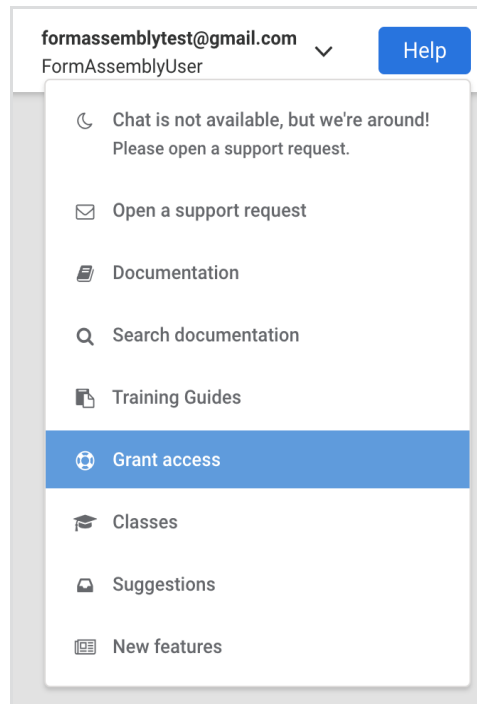 formassemblytest@gmail.com
FormAssemblyUser
Help
Chat is not available, but we're around!
Please open a support request.
Open a support request
Documentation
Search documentation
Training Guides
Grant access
Classes
Suggestions
New features